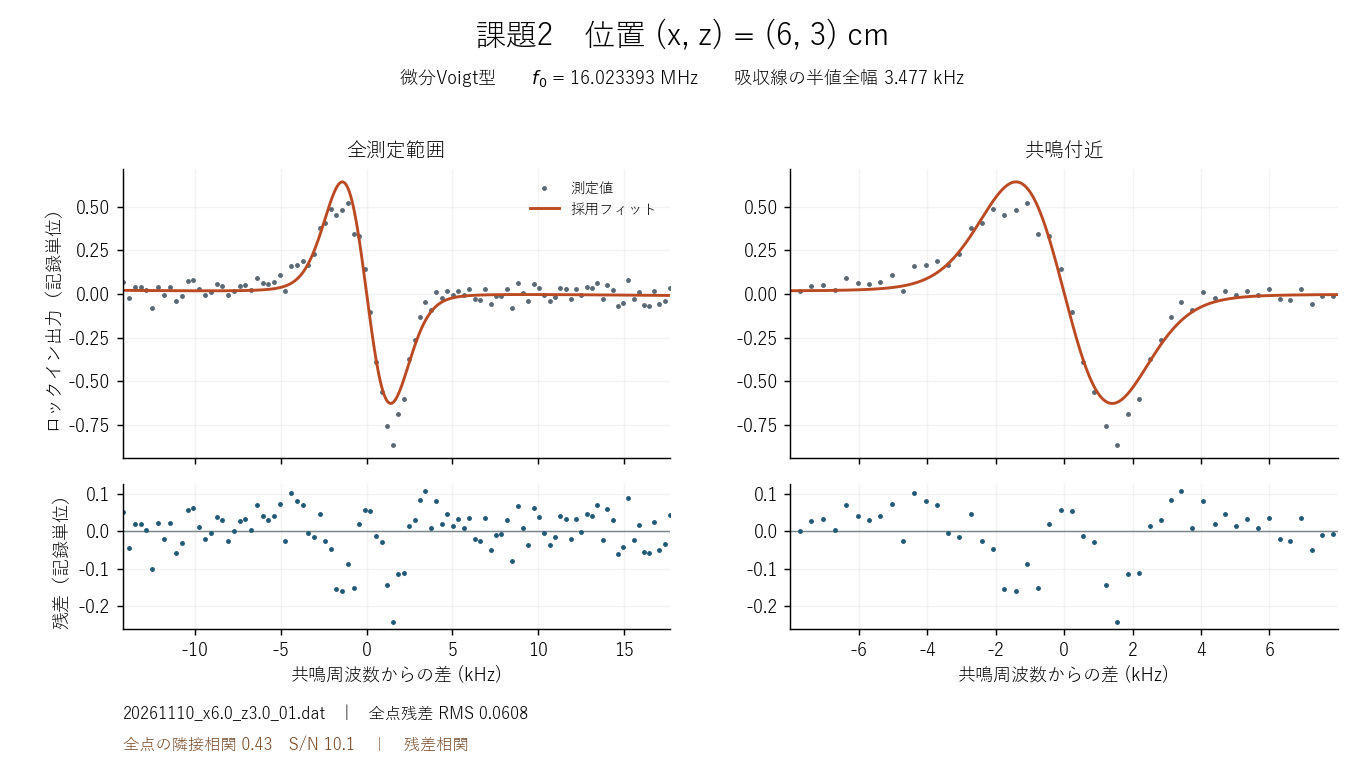 課題2　位置 (x, z) = (6, 3) cm
微分Voigt型　　f0 = 16.023393 MHz　　吸収線の半値全幅 3.477 kHz
全測定範囲
共鳴付近
測定値
採用フィット
ロックイン出力（記録単位）
0.50
0.25
0.00
-0.25
-0.50
-0.75
0.50
0.25
0.00
-0.25
-0.50
-0.75
残差（記録単位）
0.1
0.0
-0.1
-0.2
0.1
0.0
-0.1
-0.2
-10 -5 0 5 10 15
-6 -4 -2 0 2 4 6
共鳴周波数からの差 (kHz)
共鳴周波数からの差 (kHz)
20261110_x6.0_z3.0_01.dat　|　全点残差 RMS 0.0608
全点の隣接相関 0.43　S/N 10.1　|　残差相関